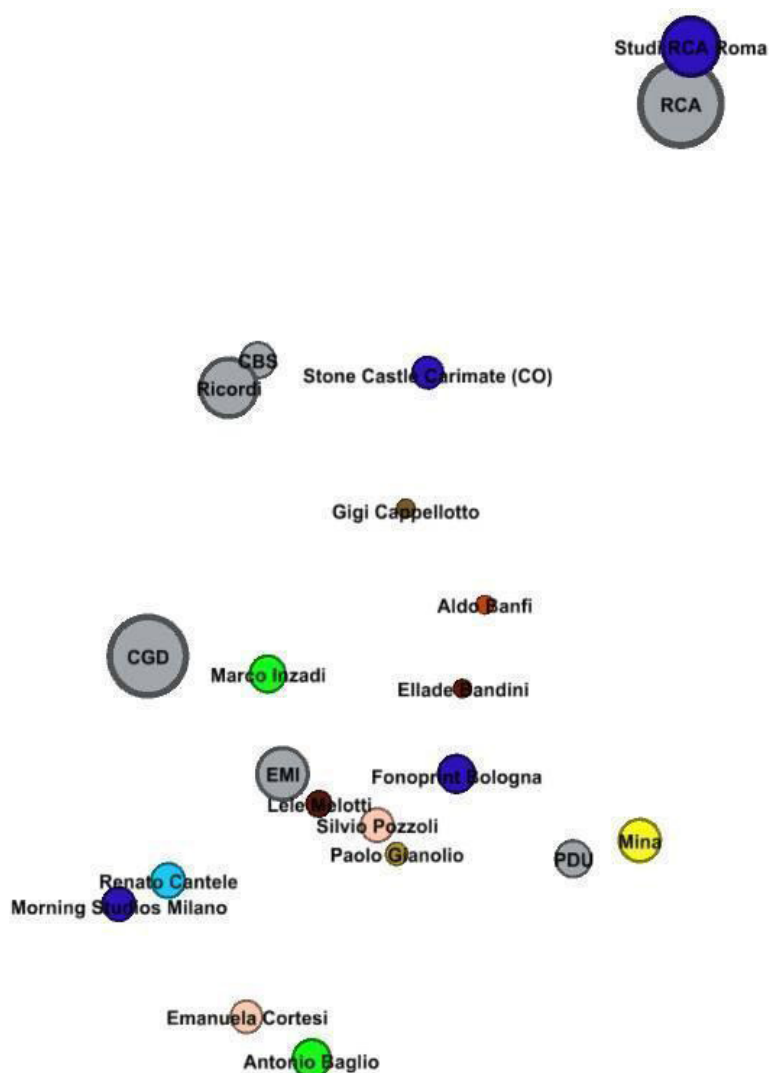 Studi RCA Roma
RCA
CBS
Ricordi
Stone Castle Carimate (CO)
Gigi Cappellotto
Aldo Banfi
CGD
Marco Inzadi
Ellade Bandini
EMI
Fonoprint Bologna
Lele Melotti
Silvio Pozzoli
Mina
Paolo Gianolio
PDU
Renato Cantele
Morning Studios Milano
Emanuela Cortesi
Antonio Baglio